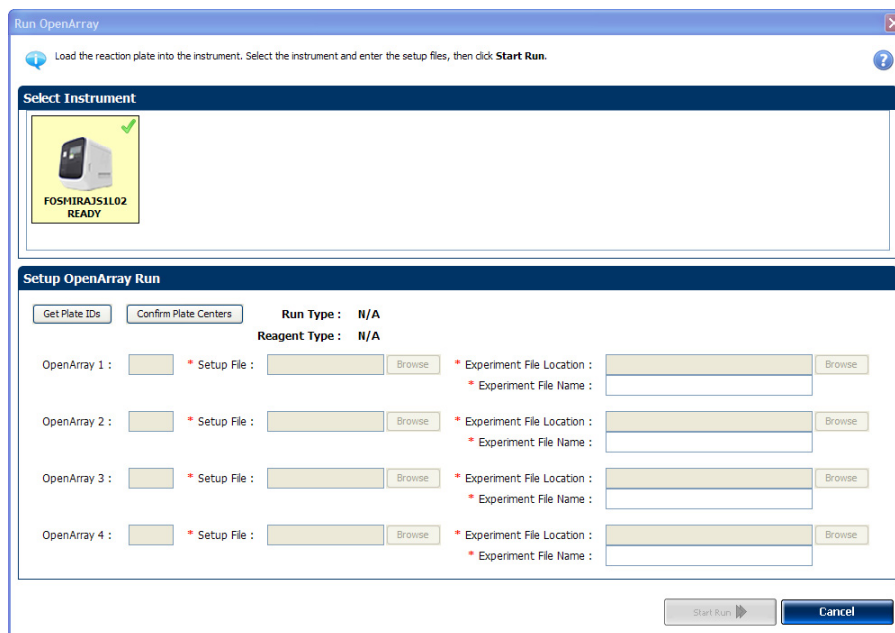 Run OpenArray
Load the reaction plate into the instrument. Select the instrument and enter the setup files, then click Start Run.
?
Select Instrument
FOSMIRAJS1L02
READY
Setup OpenArray Run
Get Plate IDs Confirm Plate Centers Run Type : N/A
Reagent Type : N/A
OpenArray 1 : * Setup File : Browse * Experiment File Location : Browse
* Experiment File Name :
OpenArray 2 : * Setup File : Browse * Experiment File Location : Browse
* Experiment File Name :
OpenArray 3 : * Setup File : Browse * Experiment File Location : Browse
* Experiment File Name :
OpenArray 4 : * Setup File : Browse * Experiment File Location : Browse
* Experiment File Name :
Start Run Cancel